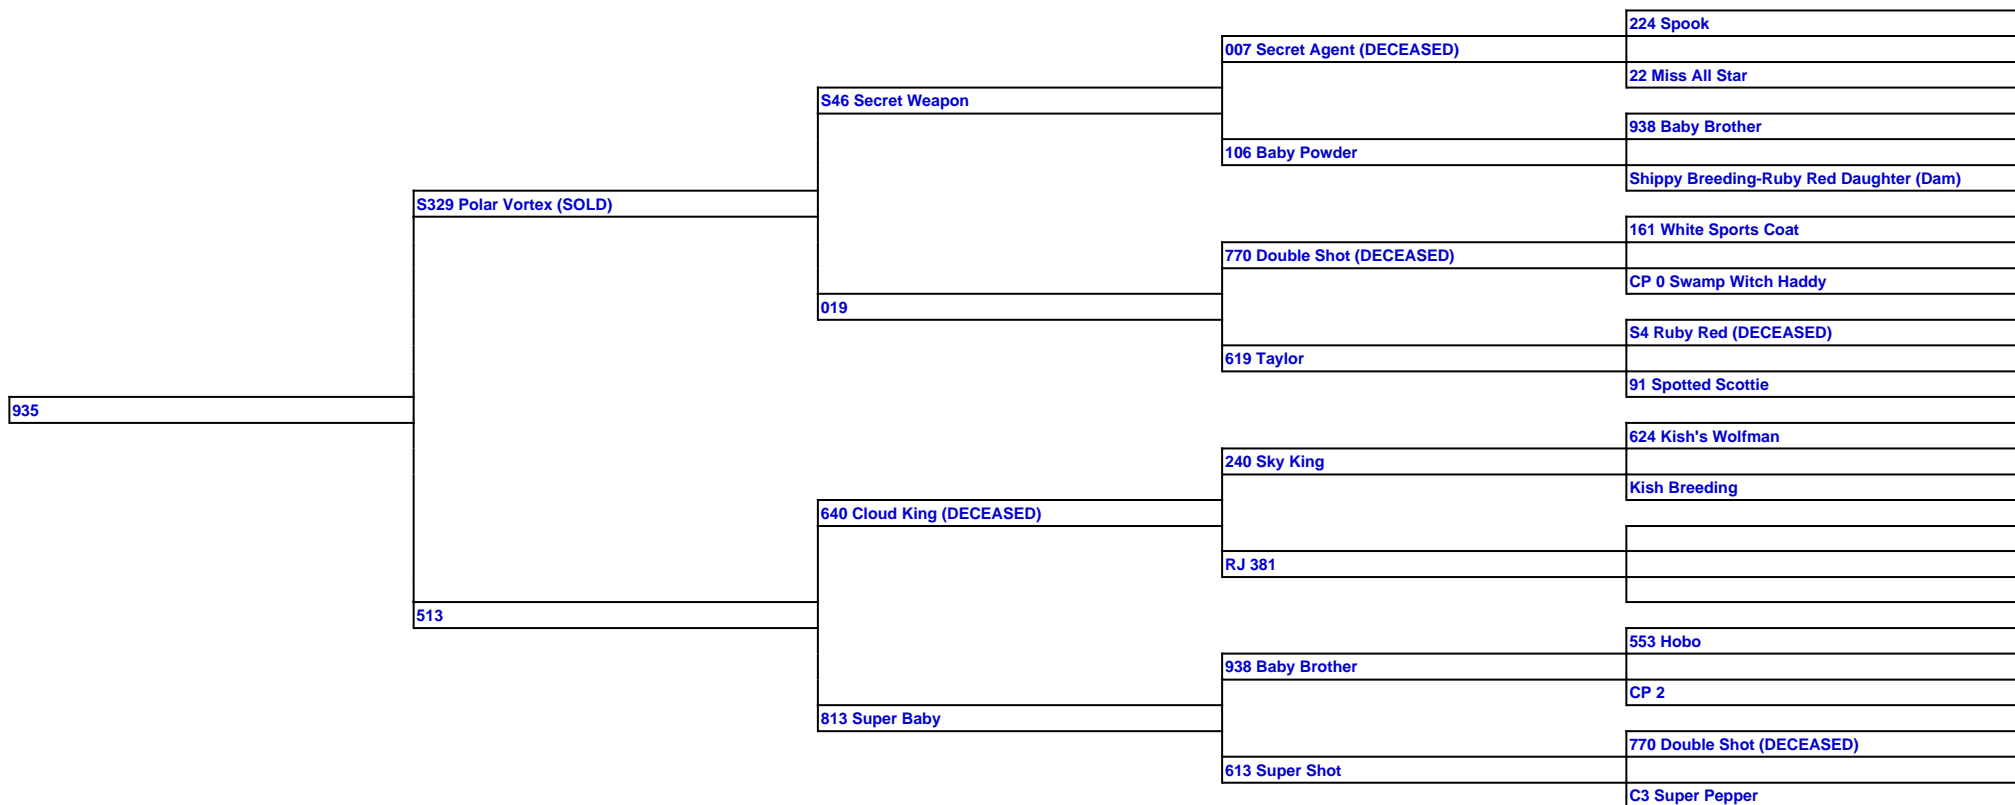 224 Spook
007 Secret Agent (DECEASED)
22 Miss All Star
S46 Secret Weapon
938 Baby Brother
106 Baby Powder
Shippy Breeding-Ruby Red Daughter (Dam)
S329 Polar Vortex (SOLD)
161 White Sports Coat
770 Double Shot (DECEASED)
CP 0 Swamp Witch Haddy
019
S4 Ruby Red (DECEASED)
619 Taylor
91 Spotted Scottie
935
624 Kish's Wolfman
240 Sky King
Kish Breeding
640 Cloud King (DECEASED)
RJ 381
513
553 Hobo
938 Baby Brother
CP 2
813 Super Baby
770 Double Shot (DECEASED)
613 Super Shot
C3 Super Pepper